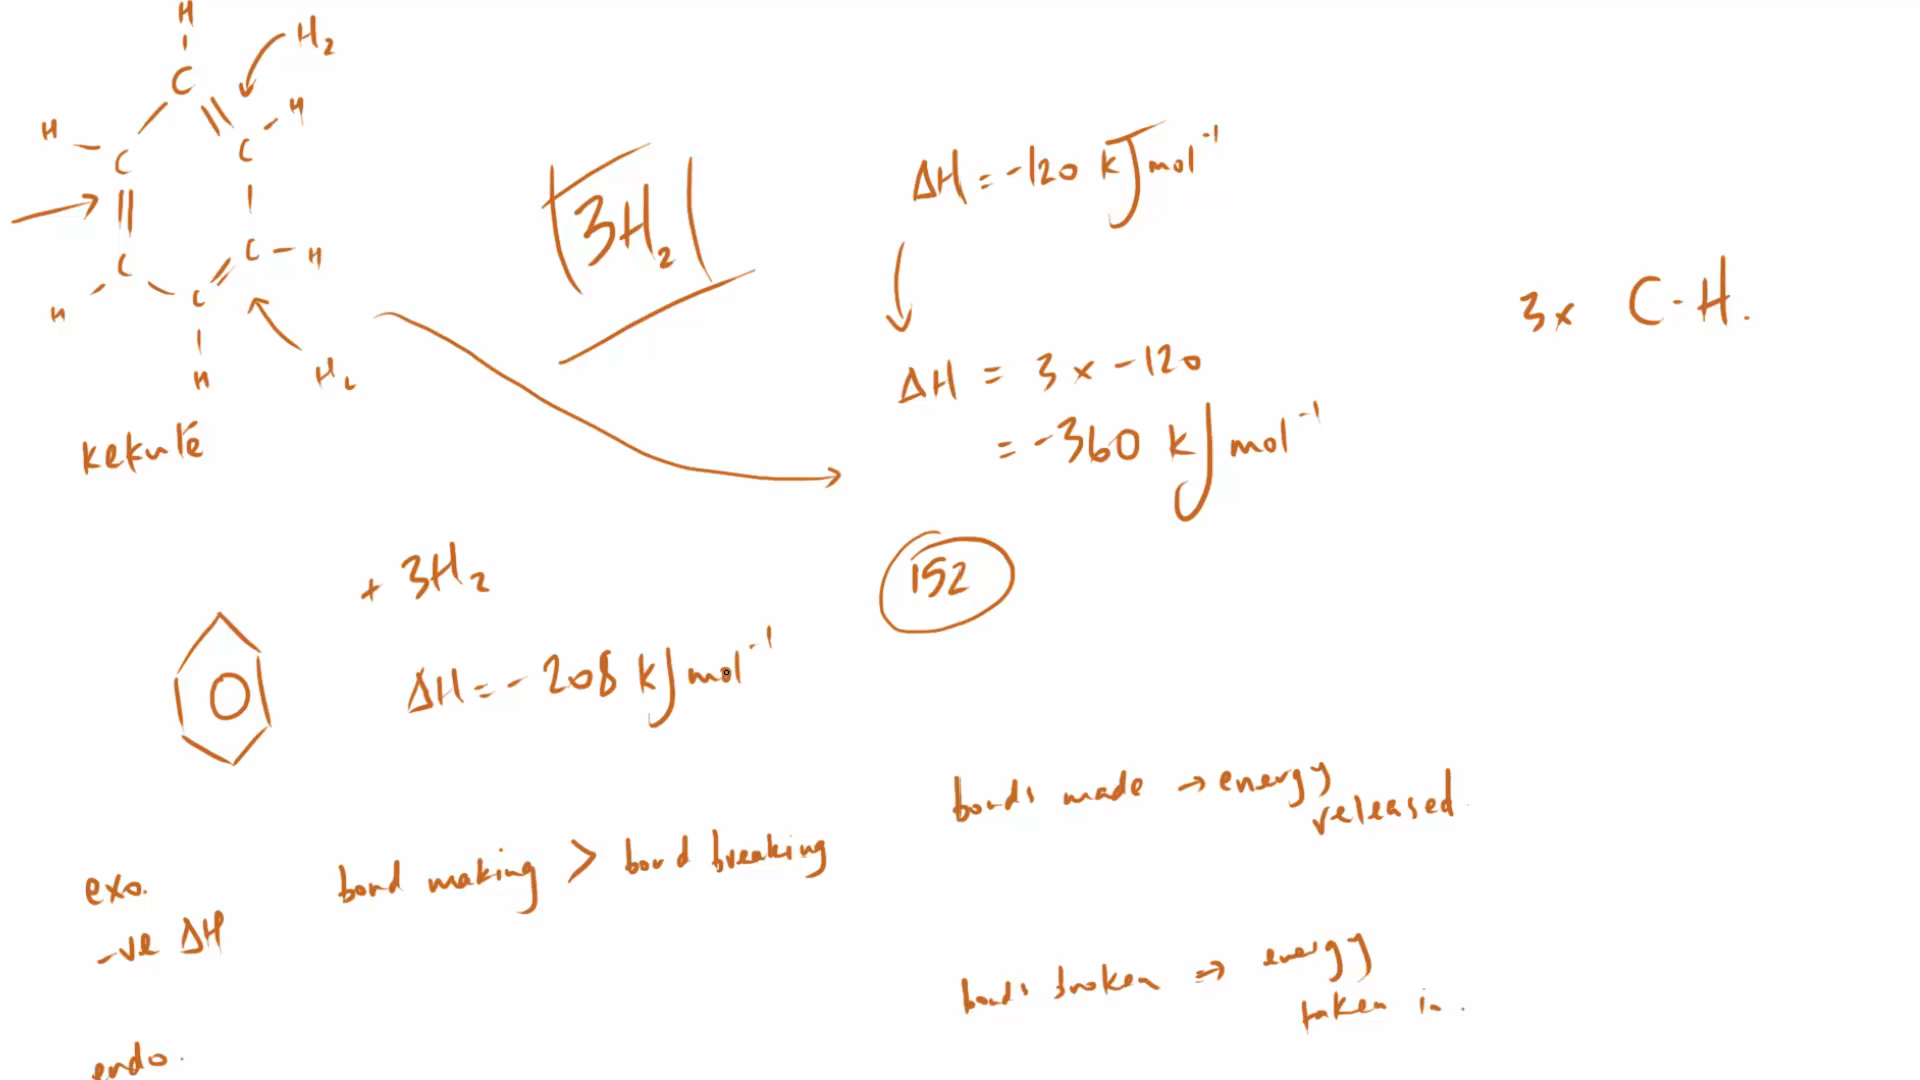 H
H₂
C
H
H
C
C
C
C - H
H
C
H
H₂
Kekulé
3H₂
ΔH = -120 kJ mol⁻¹
ΔH = 3 x -120
= -360 kJ mol⁻¹
3x C-H.
+ 3H₂
152
ΔH = - 208 kJ mol⁻¹
bonds made → energy
released
exo.
bond making > bond breaking
-ve ΔH
bonds broken ⇒ energy
taken in.
endo.